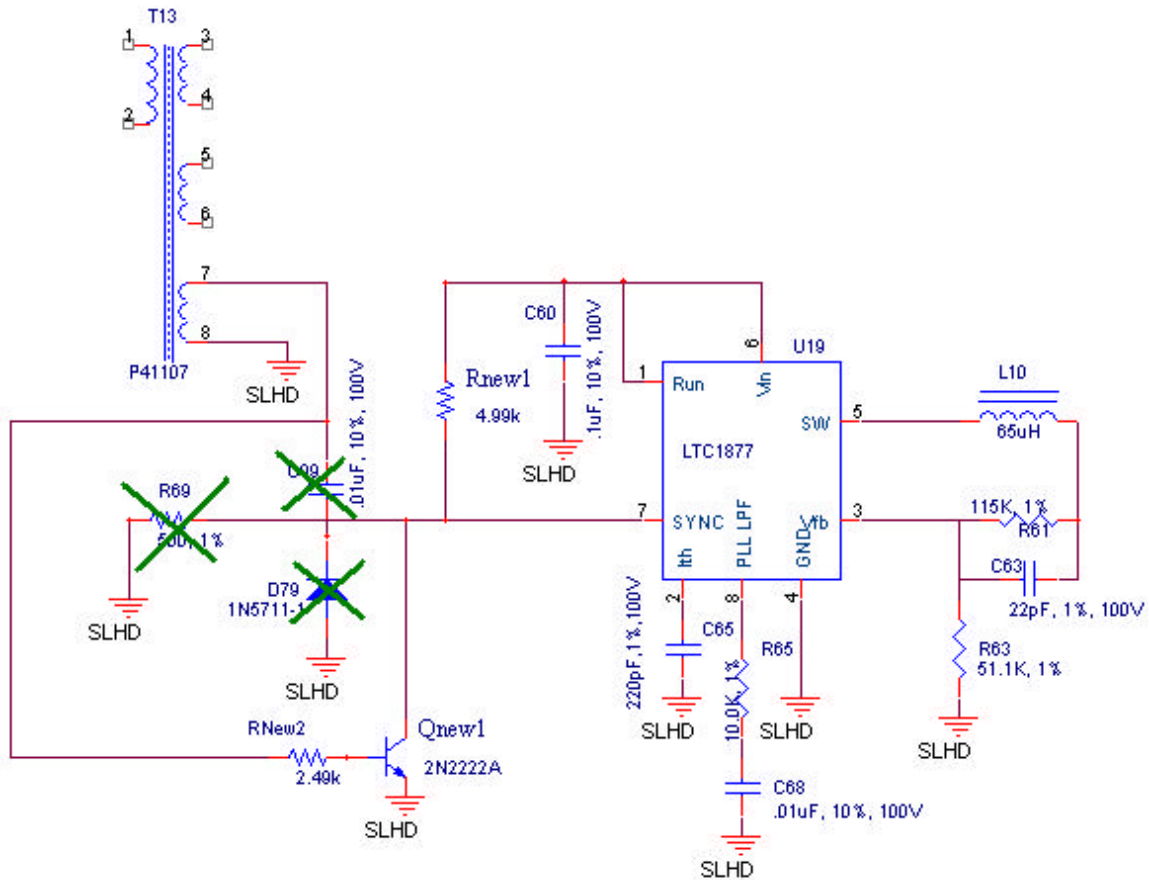 T13
1
3
2
4
5
6
7
8
P41107
SLHD
C60
.1uF, 10%, 100V
6
U19
Rnew1
4.99k
1
Run
Vin
L10
5
SW
65uH
LTC1877
SLHD
.01uF, 10%, 100V
R69
7
SYNC
PLL LPF
Vfb
3
115K, 1%
R61
Ith
GND
C63
D79
1N5711-1
2
8
4
22pF, 1%, 100V
SLHD
C65
220pF,1%,100V
R65
10.0K, 1%
R63
51.1K, 1%
SLHD
SLHD
SLHD
SLHD
RNew2
Qnew1
2.49k
2N2222A
C68
.01uF, 10%, 100V
SLHD
SLHD